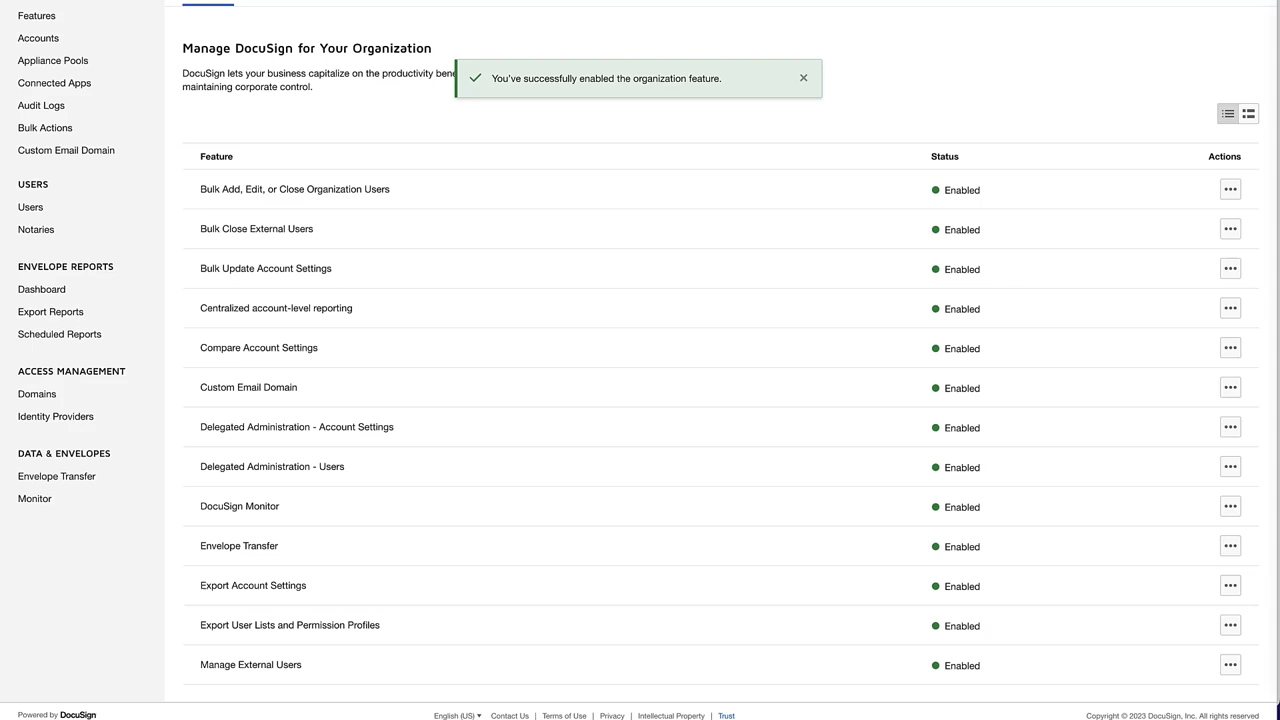 Features
Accounts
Appliance Pools
Connected Apps
Audit Logs
Bulk Actions
Custom Email Domain
USERS
Users
Notaries
ENVELOPE REPORTS
Dashboard
Export Reports
Scheduled Reports
ACCESS MANAGEMENT
Domains
Identity Providers
DATA & ENVELOPES
Envelope Transfer
Monitor
Manage DocuSign for Your Organization
DocuSign lets your business capitalize on the productivity
maintaining corporate control.
You've successfully enabled the organization feature.
Feature Status Actions
Bulk Add, Edit, or Close Organization Users Enabled
Bulk Close External Users Enabled
Bulk Update Account Settings Enabled
Centralized account-level reporting Enabled
Compare Account Settings Enabled
Custom Email Domain Enabled
Delegated Administration - Account Settings Enabled
Delegated Administration - Users Enabled
DocuSign Monitor Enabled
Envelope Transfer Enabled
Export Account Settings Enabled
Export User Lists and Permission Profiles Enabled
Manage External Users Enabled
Powered by DocuSign English (US) Contact Us | Terms of Use | Privacy | Intellectual Property | Trust Copyright © 2023 DocuSign, Inc. All rights reserved